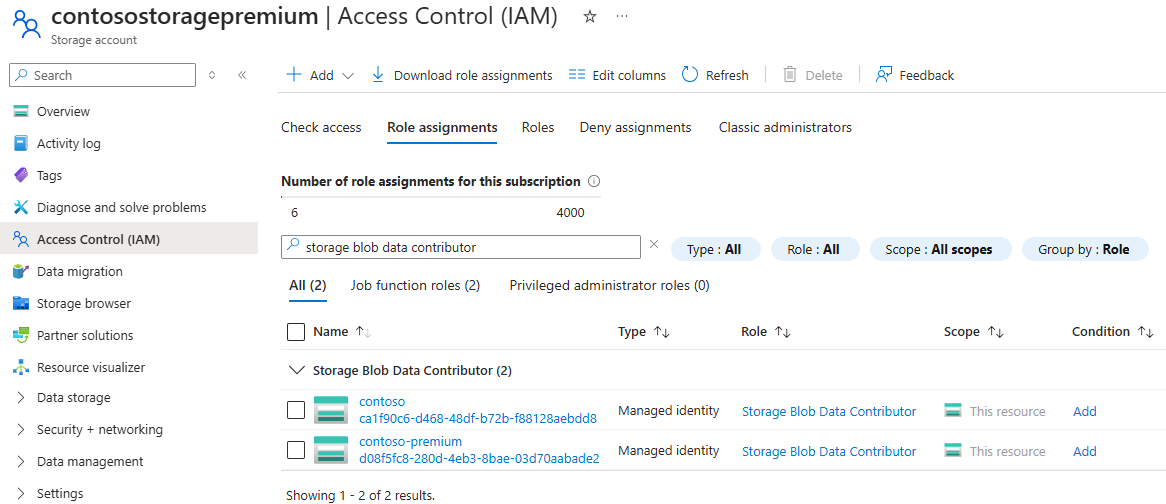 contosostoragepremium | Access Control (IAM)
Storage account
Search
Add
Download role assignments
Edit columns
Refresh
Delete
Feedback
Overview
Activity log
Tags
Diagnose and solve problems
Access Control (IAM)
Data migration
Storage browser
Partner solutions
Resource visualizer
Data storage
Security + networking
Data management
Settings
Check access
Role assignments
Roles
Deny assignments
Classic administrators
Number of role assignments for this subscription
6 4000
storage blob data contributor
Type : All
Role : All
Scope : All scopes
Group by : Role
All (2)
Job function roles (2)
Privileged administrator roles (0)
Name Type Role Scope Condition
Storage Blob Data Contributor (2)
contoso
ca1f90c6-d468-48df-b72b-f88128aebdd8 Managed identity Storage Blob Data Contributor This resource Add
contoso-premium
d08f5fc8-280d-4eb3-8bae-03d70aabade2 Managed identity Storage Blob Data Contributor This resource Add
Showing 1 - 2 of 2 results.